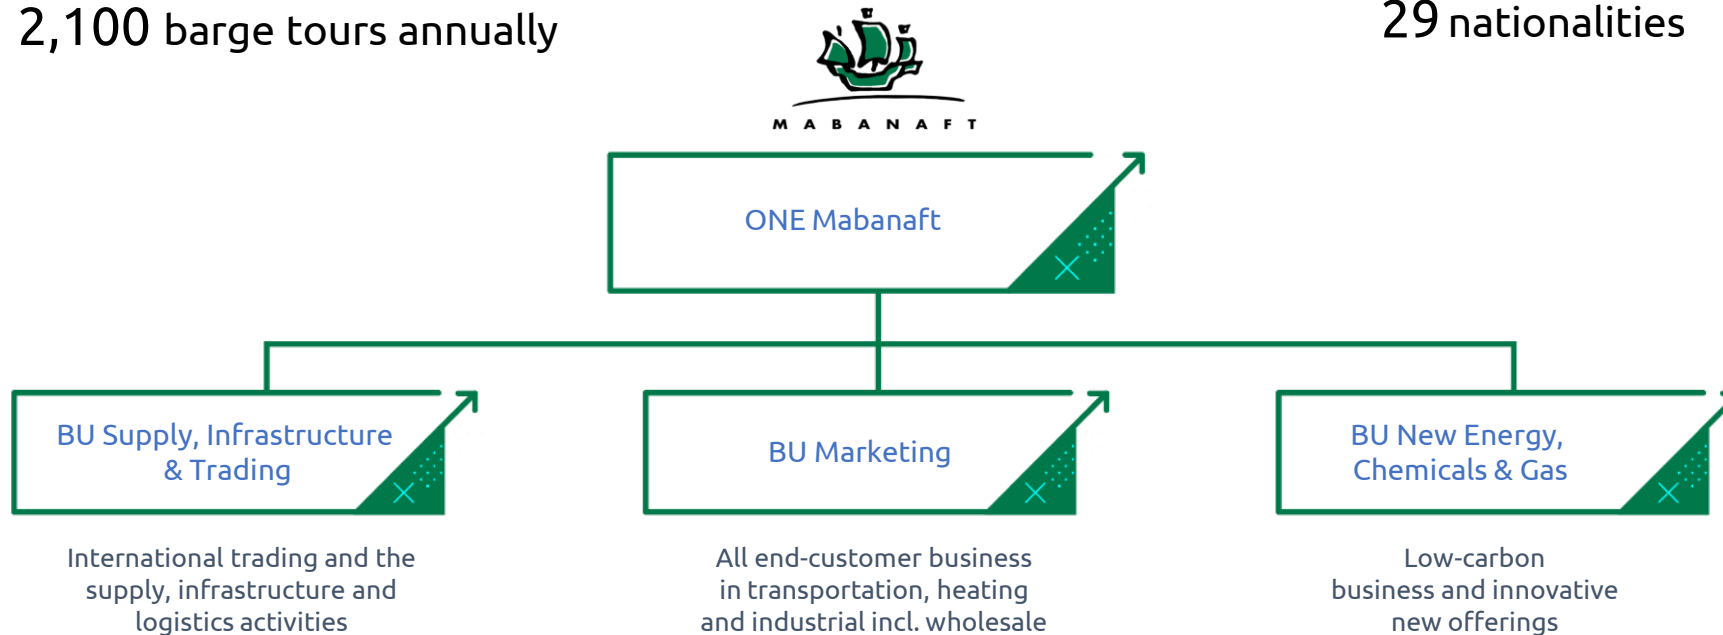 2,100 barge tours annually
29 nationalities
MABANAFT
ONE Mabanaft
BU Supply, Infrastructure
& Trading
BU Marketing
BU New Energy,
Chemicals & Gas
International trading and the
supply, infrastructure and
logistics activities
All end-customer business
in transportation, heating
and industrial incl. wholesale
Low-carbon
business and innovative
new offerings